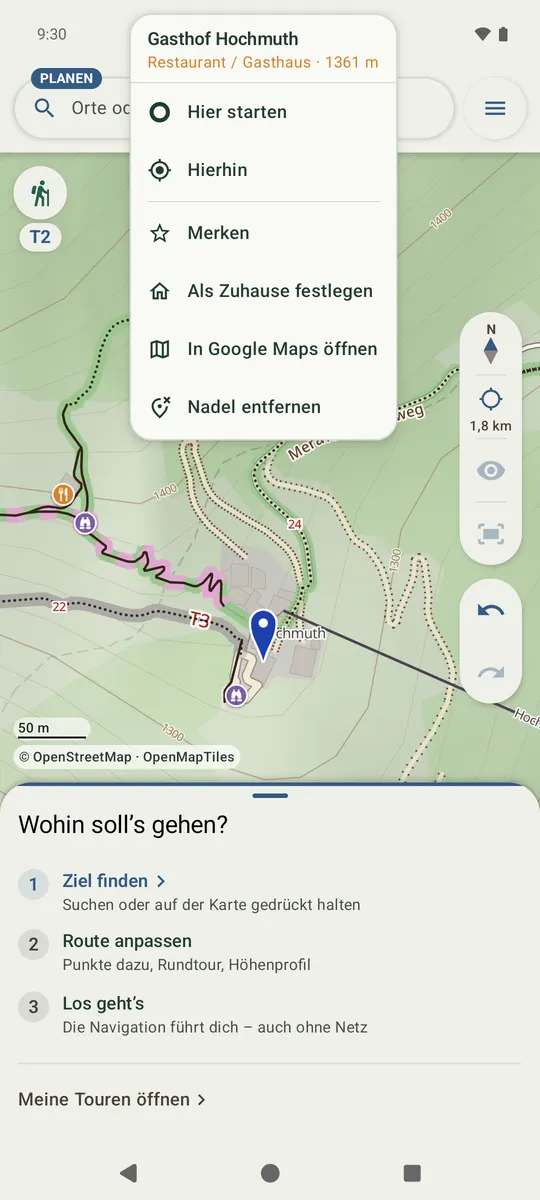 9:30
Gasthof Hochmuth
Restaurant / Gasthaus · 1361 m
PLANEN
Orte od
Hier starten
Hierhin
T2
Merken
1400
Als Zuhause festlegen
N
In Google Maps öffnen
1,8 km
Nadel entfernen
weg
Mera
1400
24
1300
22
T3
chmuth
50 m
1300
Hoch
© OpenStreetMap · OpenMapTiles
Wohin soll’s gehen?
1 Ziel finden
Suchen oder auf der Karte gedrückt halten
2 Route anpassen
Punkte dazu, Rundtour, Höhenprofil
3 Los geht’s
Die Navigation führt dich – auch ohne Netz
Meine Touren öffnen